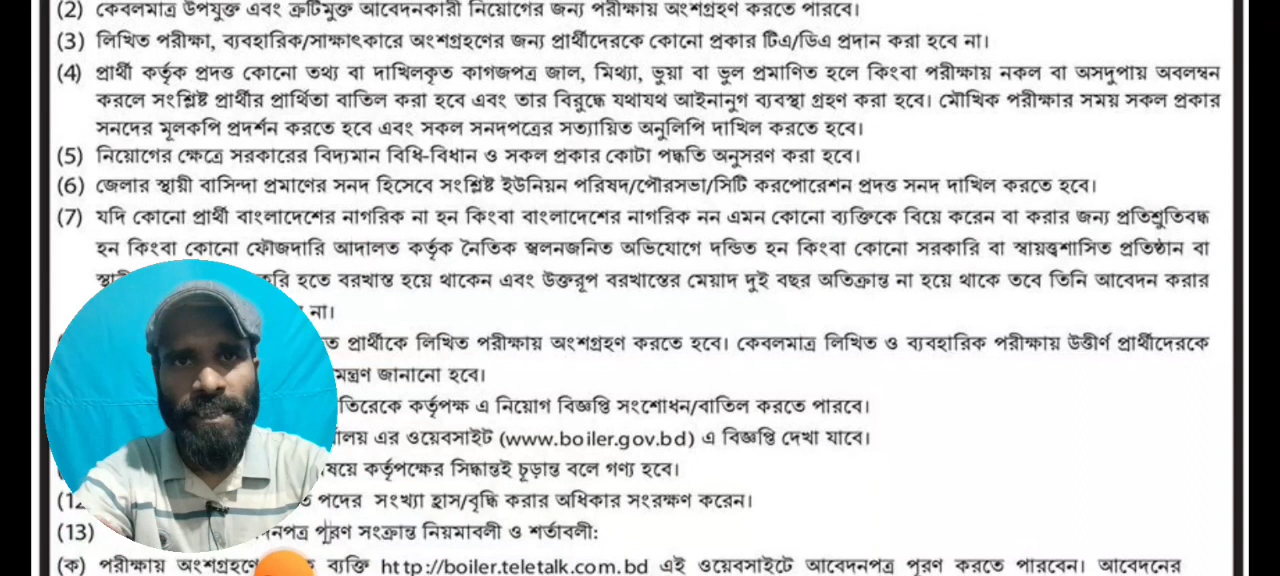 (2) কেবলমাত্র উপযুক্ত এবং ত্রুটিমুক্ত আবেদনকারী নিয়োগের জন্য পরীক্ষায় অংশগ্রহণ করতে পারবে।
(3) লিখিত পরীক্ষা, ব্যবহারিক/সাক্ষাৎকারে অংশগ্রহণের জন্য প্রার্থীদেরকে কোনো প্রকার টিএ/ডিএ প্রদান করা হবে না।
(4) প্রার্থী কর্তৃক প্রদত্ত কোনো তথ্য বা দাখিলকৃত কাগজপত্র জাল, মিথ্যা, ভুয়া বা ভুল প্রমাণিত হলে কিংবা পরীক্ষায় নকল বা অসদুপায় অবলম্বন
করলে সংশ্লিষ্ট প্রার্থীর প্রার্থিতা বাতিল করা হবে এবং তার বিরুদ্ধে যথাযথ আইনানুগ ব্যবস্থা গ্রহণ করা হবে। মৌখিক পরীক্ষার সময় সকল প্রকার
সনদের মূলকপি প্রদর্শন করতে হবে এবং সকল সনদপত্রের সত্যায়িত অনুলিপি দাখিল করতে হবে।
(5) নিয়োগের ক্ষেত্রে সরকারের বিদ্যমান বিধি-বিধান ও সকল প্রকার কোটা পদ্ধতি অনুসরণ করা হবে।
(6) জেলার স্থায়ী বাসিন্দা প্রমাণের সনদ হিসেবে সংশ্লিষ্ট ইউনিয়ন পরিষদ/পৌরসভা/সিটি করপোরেশন প্রদত্ত সনদ দাখিল করতে হবে।
(7) যদি কোনো প্রার্থী বাংলাদেশের নাগরিক না হন কিংবা বাংলাদেশের নাগরিক নন এমন কোনো ব্যক্তিকে বিয়ে করেন বা করার জন্য প্রতিশ্রুতিবদ্ধ
হন কিংবা কোনো ফৌজদারি আদালত কর্তৃক নৈতিক স্খলনজনিত অভিযোগে দন্ডিত হন কিংবা কোনো সরকারি বা স্বায়ত্ত্বশাসিত প্রতিষ্ঠান বা
হতে বরখাস্ত হয়ে থাকেন এবং উক্তরূপ বরখাস্তের মেয়াদ দুই বছর অতিক্রান্ত না হয়ে থাকে তবে তিনি আবেদন করার
না।
প্রার্থীকে লিখিত পরীক্ষায় অংশগ্রহণ করতে হবে। কেবলমাত্র লিখিত ও ব্যবহারিক পরীক্ষায় উত্তীর্ণ প্রার্থীদেরকে
জানানো হবে।
কর্তৃপক্ষ এ নিয়োগ বিজ্ঞপ্তি সংশোধন/বাতিল করতে পারবে।
এর ওয়েবসাইট (www.boiler.gov.bd) এ বিজ্ঞপ্তি দেখা যাবে।
কর্তৃপক্ষের সিদ্ধান্তই চূড়ান্ত বলে গণ্য হবে।
পদের সংখ্যা হ্রাস/বৃদ্ধি করার অধিকার সংরক্ষণ করেন।
(13) পূরণ সংক্রান্ত নিয়মাবলী ও শর্তাবলী:
(ক) পরীক্ষায় ব্যক্তি http://boiler.teletalk.com.bd এই ওয়েবসাইটে আবেদনপত্র পূরণ করতে পারবেন। আবেদনের